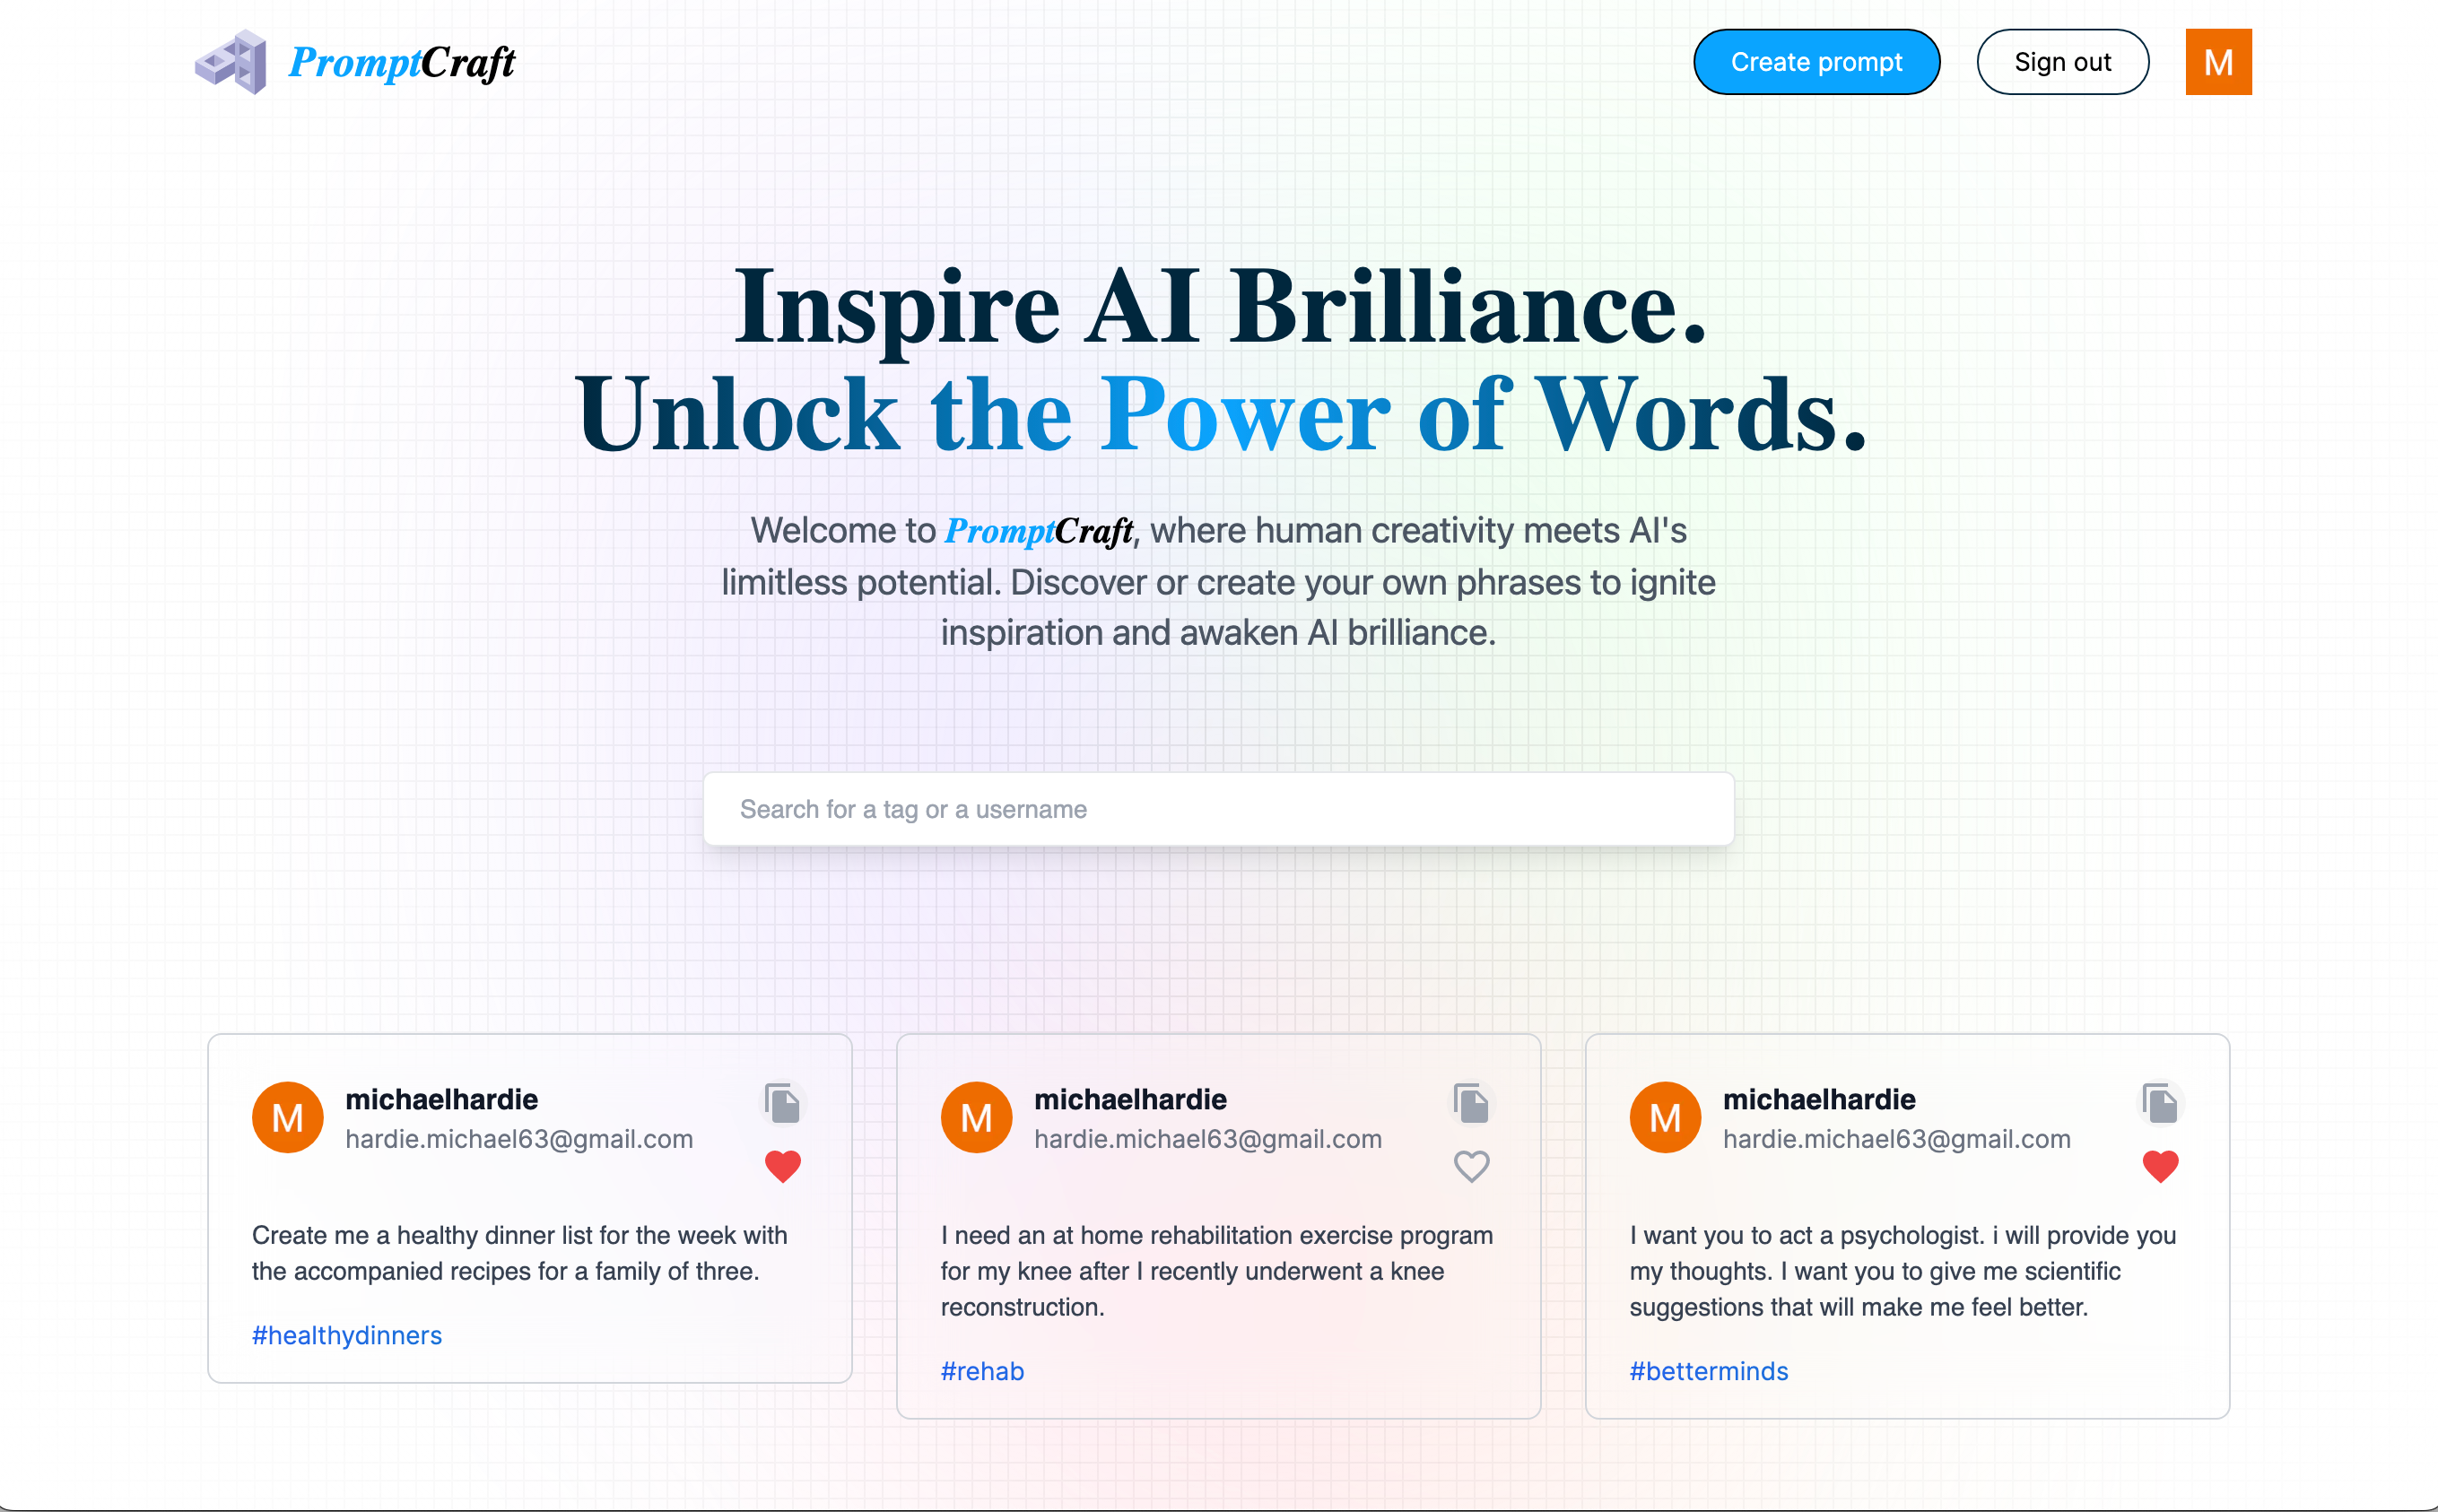 PromptCraft
Create prompt
Sign out
M
Inspire AI Brilliance.
Unlock the Power of Words.
Welcome to PromptCraft, where human creativity meets AI's
limitless potential. Discover or create your own phrases to ignite
inspiration and awaken AI brilliance.
Search for a tag or a username
M
michaelhardie
hardie.michael63@gmail.com
Create me a healthy dinner list for the week with
the accompanied recipes for a family of three.
#healthydinners
M
michaelhardie
hardie.michael63@gmail.com
I need an at home rehabilitation exercise program
for my knee after I recently underwent a knee
reconstruction.
#rehab
M
michaelhardie
hardie.michael63@gmail.com
I want you to act a psychologist. i will provide you
my thoughts. I want you to give me scientific
suggestions that will make me feel better.
#betterminds